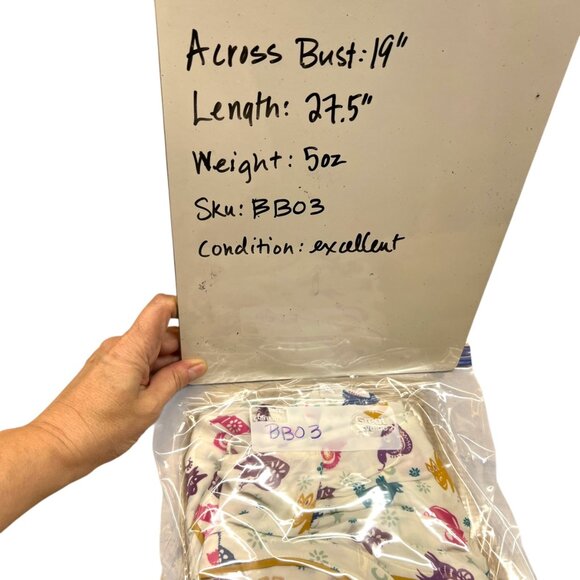 Across Bust: 19"
Length: 27.5"
Weight: 5oz
Sku: BB03
Condition: excellent
BB03